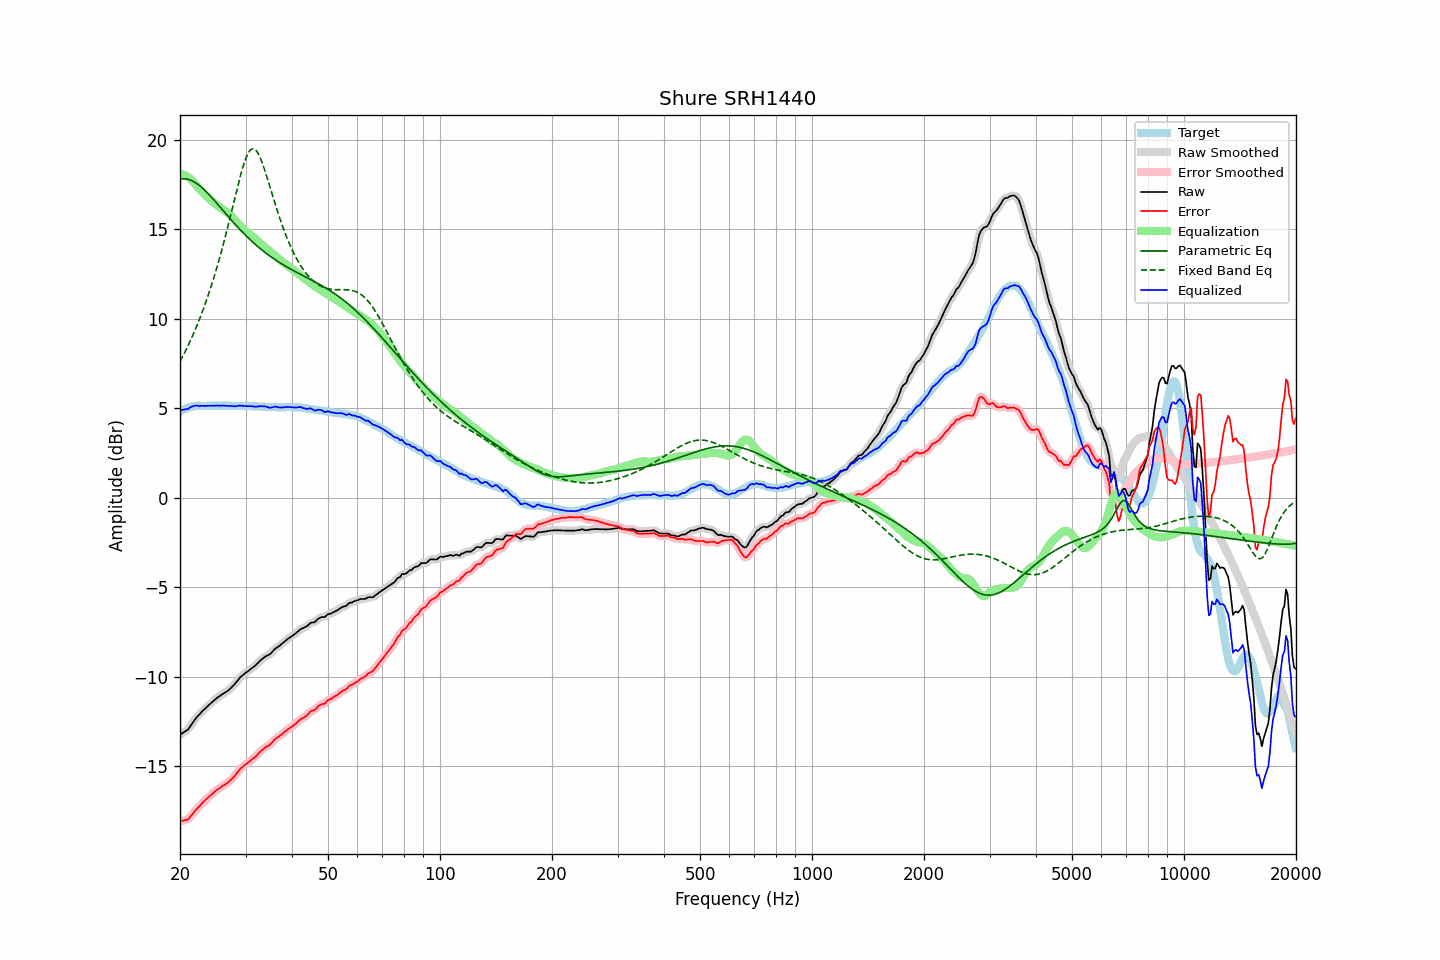 Shure SRH1440
Amplitude (dBr)
20
15
10
5
0
−5
−10
−15
Target
Raw Smoothed
Error Smoothed
Raw
Error
Equalization
Parametric Eq
Fixed Band Eq
Equalized
20 50 100 200 500 1000 2000 5000 10000 20000
Frequency (Hz)